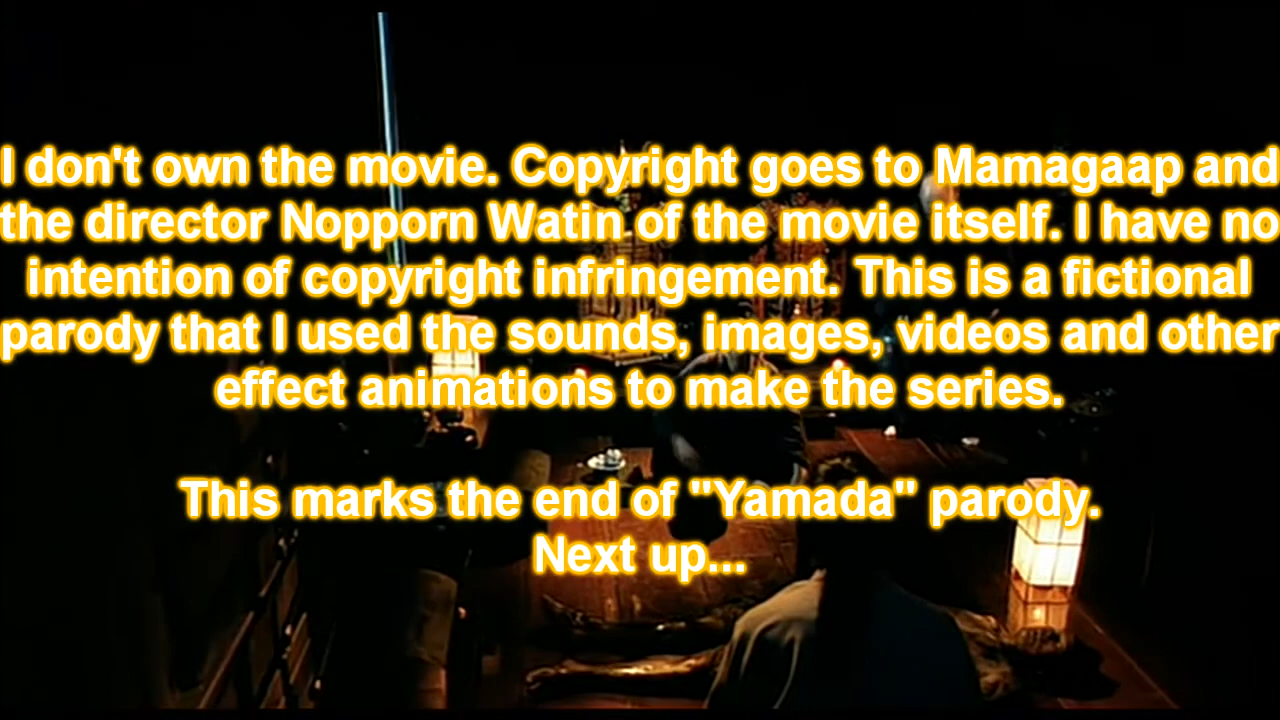 I don't own the movie. Copyright goes to Mamagaap and
the director Nopporn Watin of the movie itself. I have no
intention of copyright infringement. This is a fictional
parody that I used the sounds, images, videos and other
effect animations to make the series.
This marks the end of "Yamada" parody.
Next up...